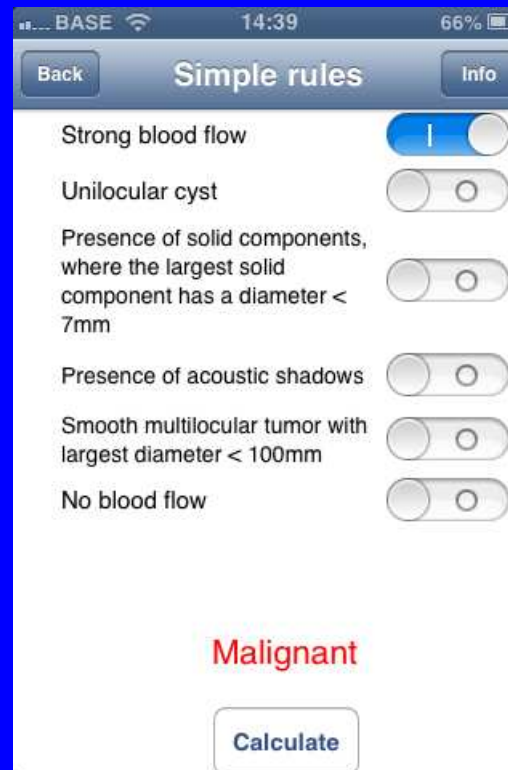 BASE 14:39 66%
Back Simple rules Info
Strong blood flow
Unilocular cyst
Presence of solid components,
where the largest solid
component has a diameter <
7mm
Presence of acoustic shadows
Smooth multilocular tumor with
largest diameter < 100mm
No blood flow
Malignant
Calculate